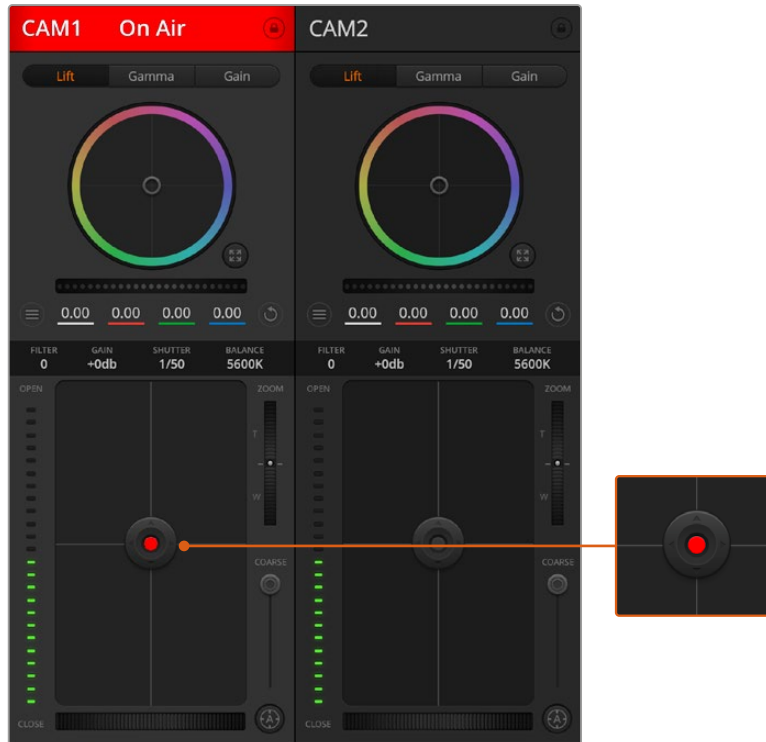 CAM1 On Air
Lift Gamma Gain
0.00 0.00 0.00 0.00
FILTER GAIN SHUTTER BALANCE
0 +0db 1/50 5600K
OPEN ZOOM
T
W
COARSE
CLOSE A
CAM2
Lift Gamma Gain
0.00 0.00 0.00 0.00
FILTER GAIN SHUTTER BALANCE
0 +0db 1/50 5600K
OPEN ZOOM
T
W
COARSE
CLOSE A